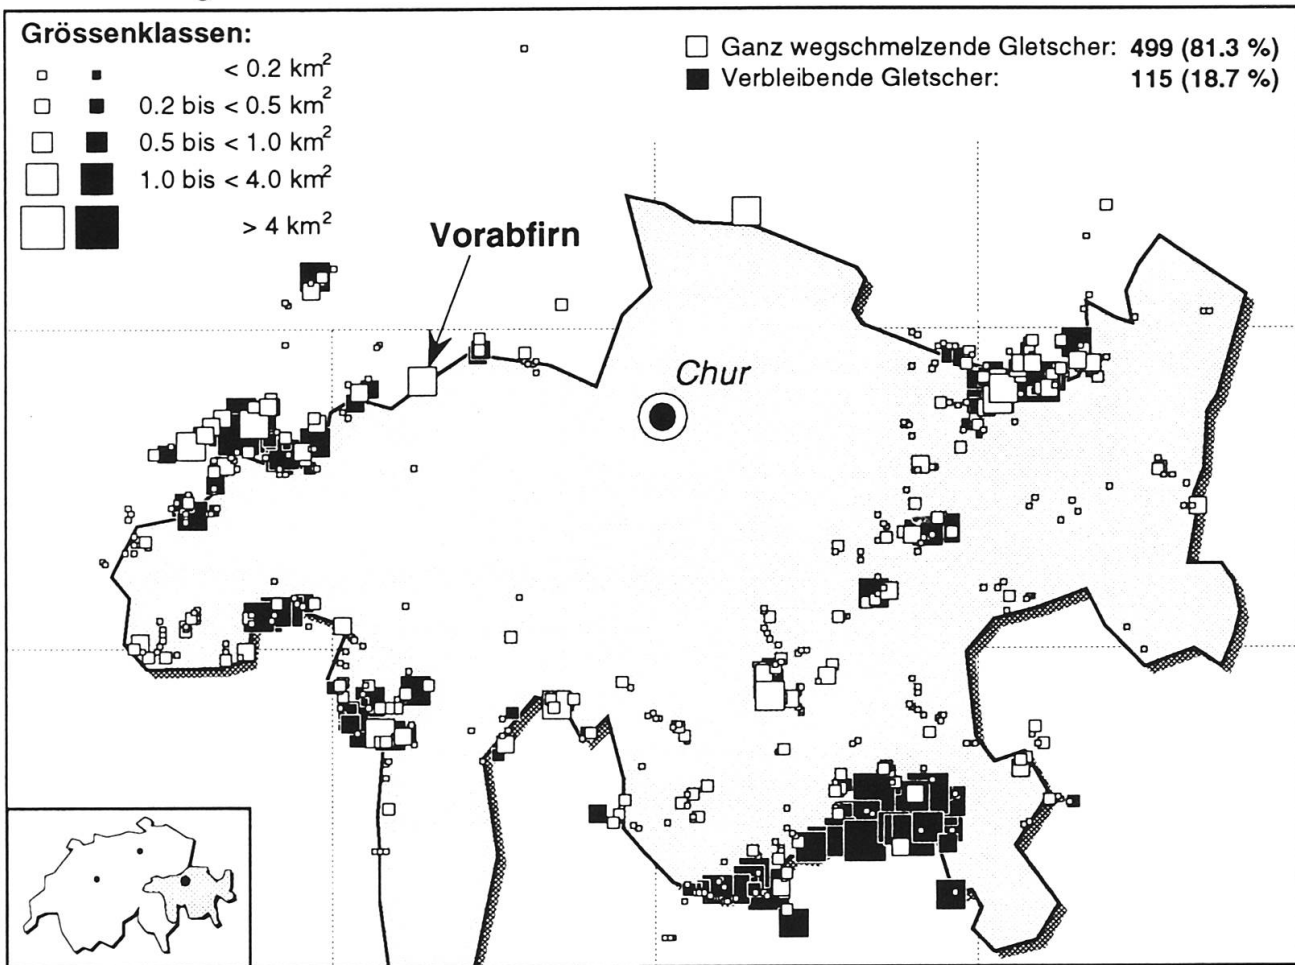 Grössenklassen:
< 0.2 km²
0.2 bis < 0.5 km²
0.5 bis < 1.0 km²
1.0 bis < 4.0 km²
> 4 km²
Ganz wegschmelzende Gletscher: 499 (81.3 %)
Verbleibende Gletscher: 115 (18.7 %)
Vorabfirn
Chur